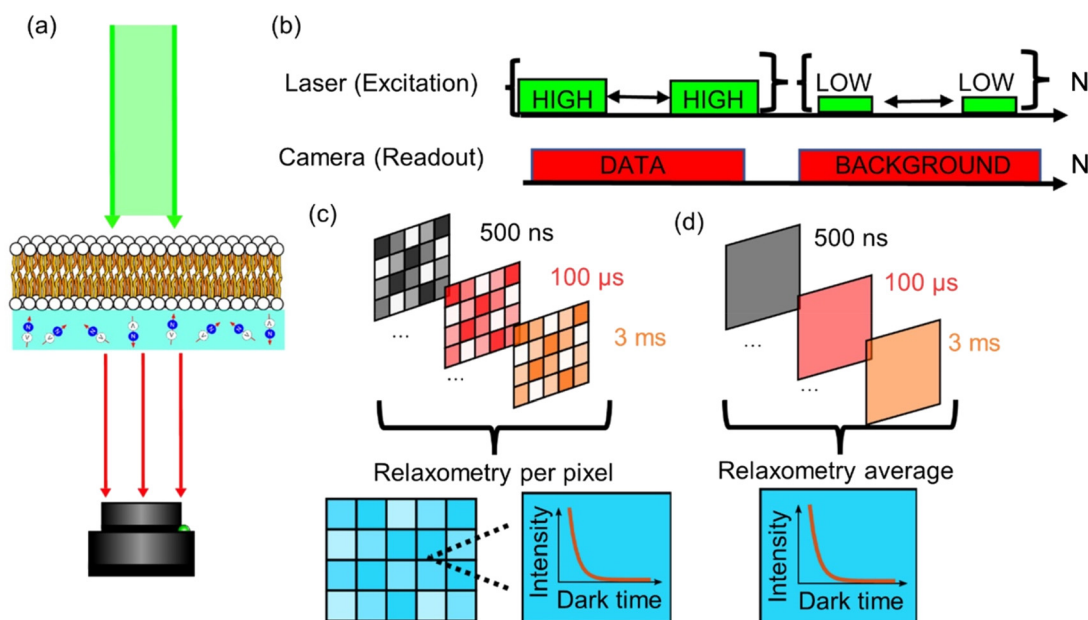 (a)
(b)
Laser (Excitation)
HIGH
HIGH
LOW
LOW
N
Camera (Readout)
DATA
BACKGROUND
N
(c)
500 ns
100 µs
3 ms
...
...
Relaxometry per pixel
Intensity
Dark time
(d)
500 ns
100 µs
3 ms
...
...
Relaxometry average
Intensity
Dark time